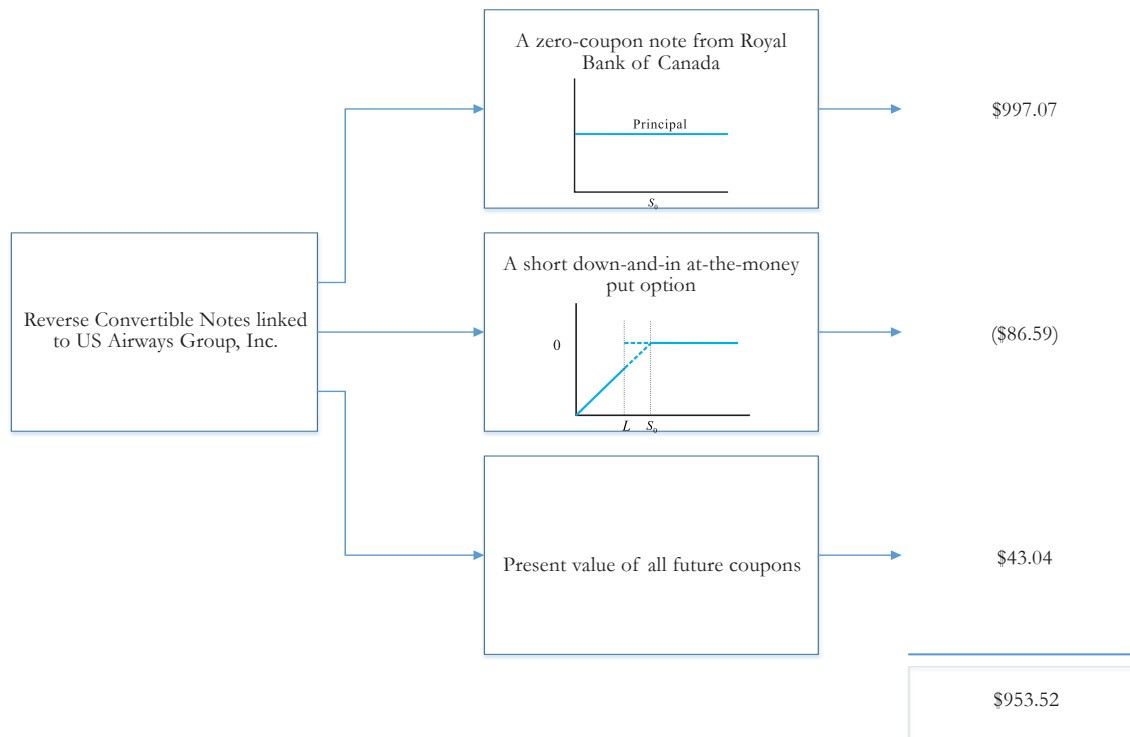 A zero-coupon note from Royal
Bank of Canada
Principal
S₀
$997.07
Reverse Convertible Notes linked
to US Airways Group, Inc.
A short down-and-in at-the-money
put option
0
L S₀
($86.59)
Present value of all future coupons
$43.04
$953.52